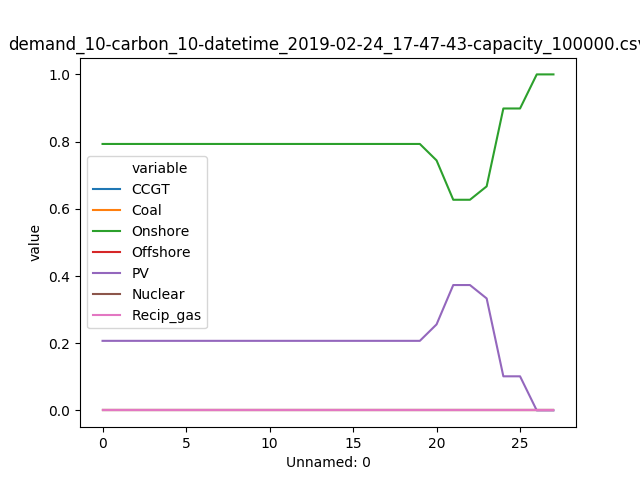 demand_10-carbon_10-datetime_2019-02-24_17-47-43-capacity_100000.csv
1.0
0.8
0.6
0.4
0.2
0.0
value
variable
CCGT
Coal
Onshore
Offshore
PV
Nuclear
Recip_gas
0 5 10 15 20 25
Unnamed: 0